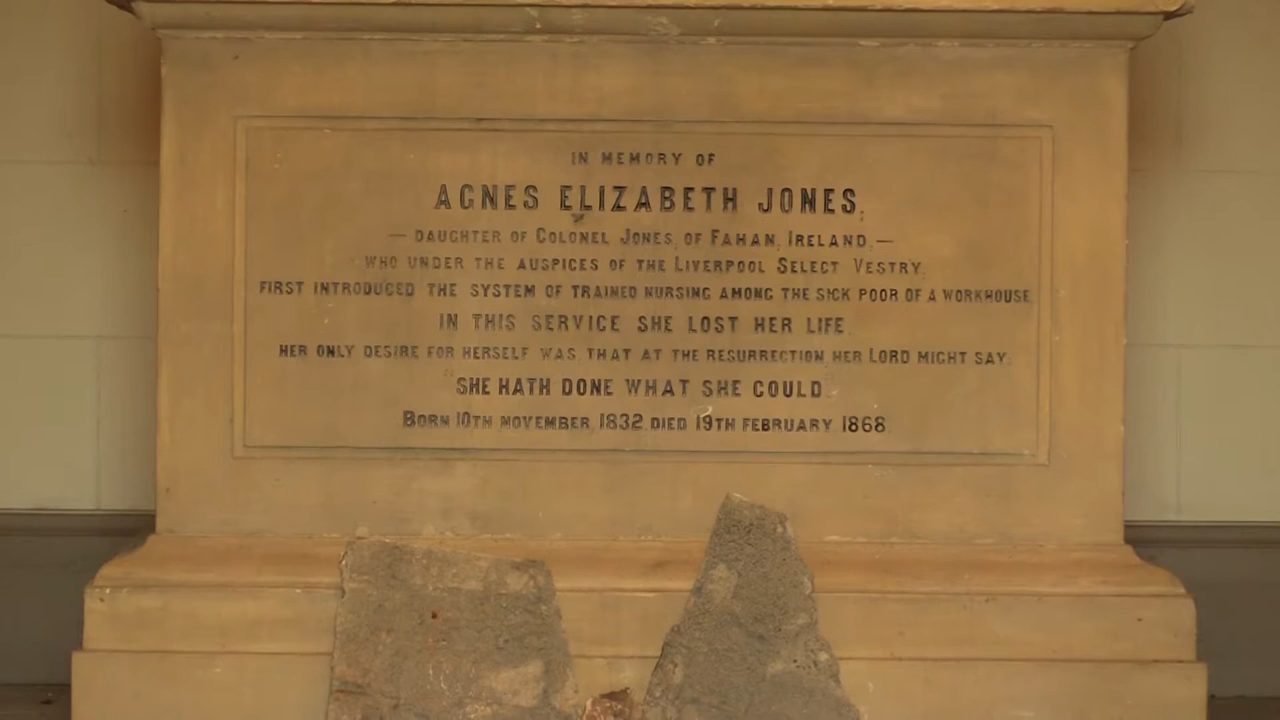 IN MEMORY OF
AGNES ELIZABETH JONES,
— DAUGHTER OF COLONEL JONES, OF FAHAN, IRELAND, —
WHO UNDER THE AUSPICES OF THE LIVERPOOL SELECT VESTRY,
FIRST INTRODUCED THE SYSTEM OF TRAINED NURSING AMONG THE SICK POOR OF A WORKHOUSE.
IN THIS SERVICE SHE LOST HER LIFE.
HER ONLY DESIRE FOR HERSELF WAS, THAT AT THE RESURRECTION, HER LORD MIGHT SAY;
"SHE HATH DONE WHAT SHE COULD."
BORN 10TH NOVEMBER, 1832, DIED 19TH FEBRUARY, 1868.